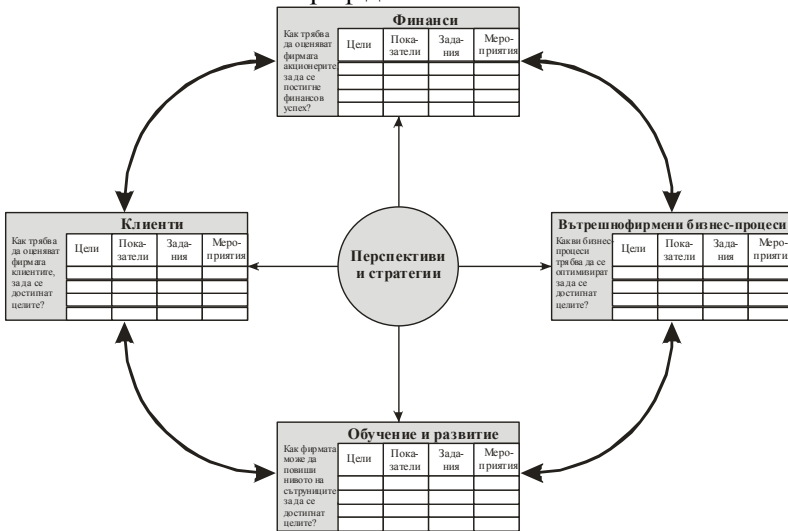 Финанси
Как трябва
да оценяват
фирмата
акционерите
за да се
постигне
финансов
успех?
Цели
Пока-
затели
Зада-
ния
Меро-
приятия
Клиенти
Как трябва
да оценяват
фирмата
клиентите,
за да се
достигнат
целите?
Цели
Пока-
затели
Зада-
ния
Меро-
приятия
Перспективи
и стратегии
Вътрешнофирмени бизнес-процеси
Какви бизнес-
процеси
трябва да се
оптимизират
за да се
достигнат
целите?
Цели
Пока-
затели
Зада-
ния
Меро-
приятия
Обучение и развитие
Как фирмата
може да
повиши
нивото на
сътруниците
за да се
достигнат
целите?
Цели
Пока-
затели
Зада-
ния
Меро-
приятия